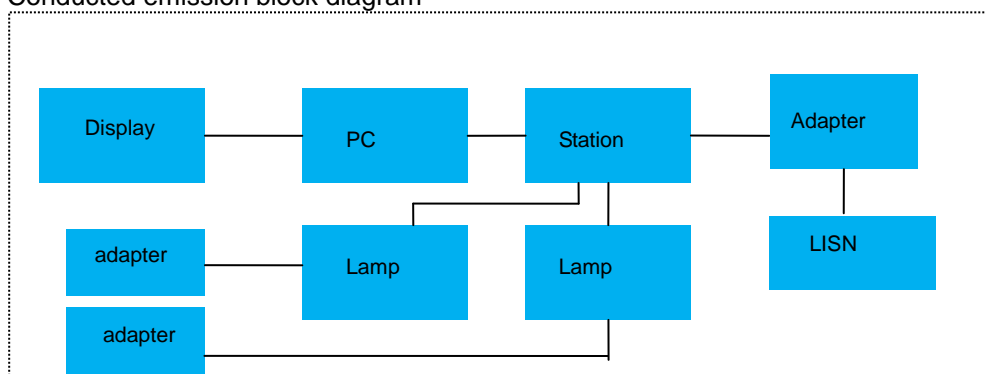 Conducted emission block diagram
Display
PC
Station
Adapter
adapter
Lamp
Lamp
LISN
adapter